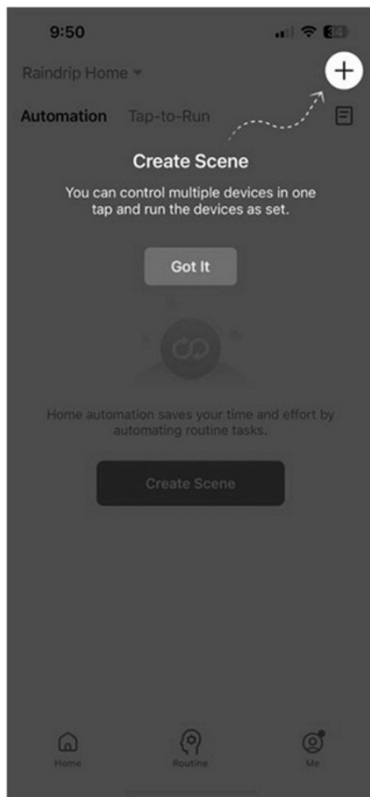 9:50
34
Raindrip Home
Automation Tap-to-Run
Create Scene
You can control multiple devices in one
tap and run the devices as set.
Got It
Home automation saves your time and effort by
automating routine tasks.
Create Scene
Home Routine Me